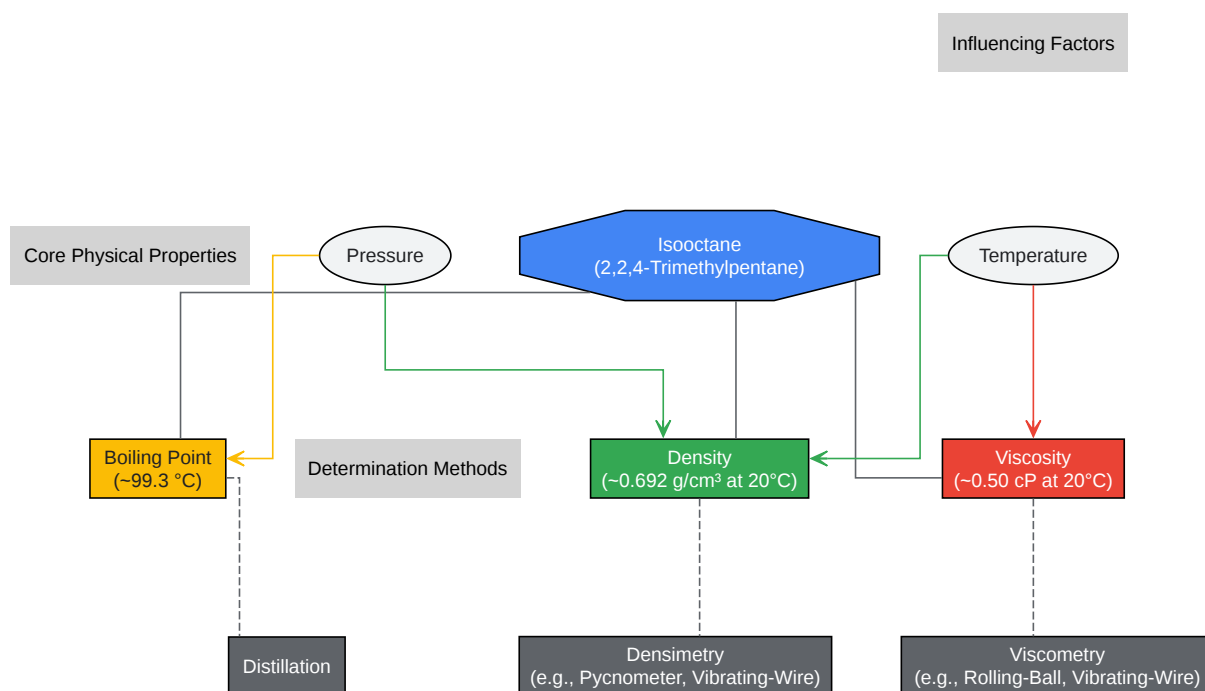 Influencing Factors
Core Physical Properties
Pressure
Isooctane
(2,2,4-Trimethylpentane)
Temperature
Boiling Point
(~99.3 °C)
Determination Methods
Density
(~0.692 g/cm³ at 20°C)
Viscosity
(~0.50 cP at 20°C)
Distillation
Densimetry
(e.g., Pycnometer, Vibrating-Wire)
Viscometry
(e.g., Rolling-Ball, Vibrating-Wire)